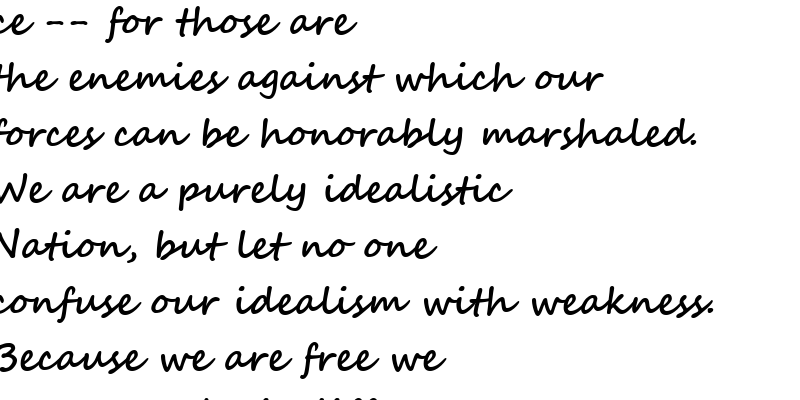 ce -- for those are
the enemies against which our
forces can be honorably marshaled.
We are a purely idealistic
Nation, but let no one
confuse our idealism with weakness.
Because we are free we